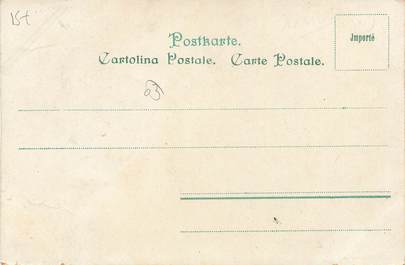 Postkarte.
Importé
Cartolina Postale. Carte Postale.